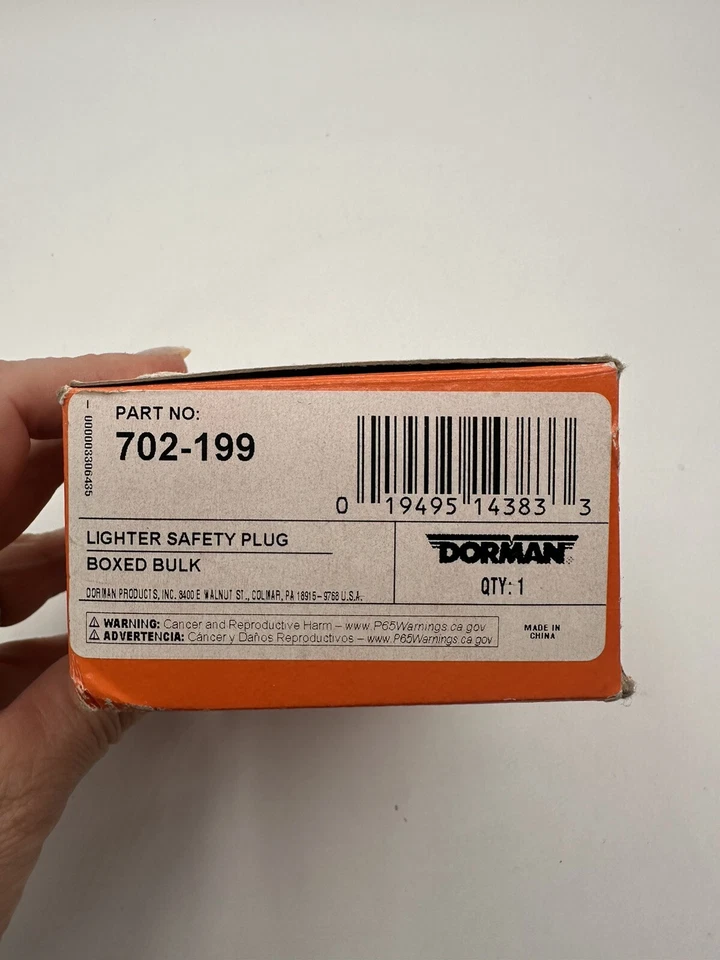 PART NO:
702-199
I 000003306435
0 19495 14383 3
LIGHTER SAFETY PLUG
BOXED BULK
DORMAN
QTY: 1
DORMAN PRODUCTS, INC. 3400 E WALNUT ST., COLMAR, PA 18915-9768 U.S.A.
⚠ WARNING: Cancer and Reproductive Harm – www.P65Warnings.ca.gov
⚠ ADVERTENCIA: Cáncer y Daños Reproductivos – www.P65Warnings.ca.gov
MADE IN
CHINA